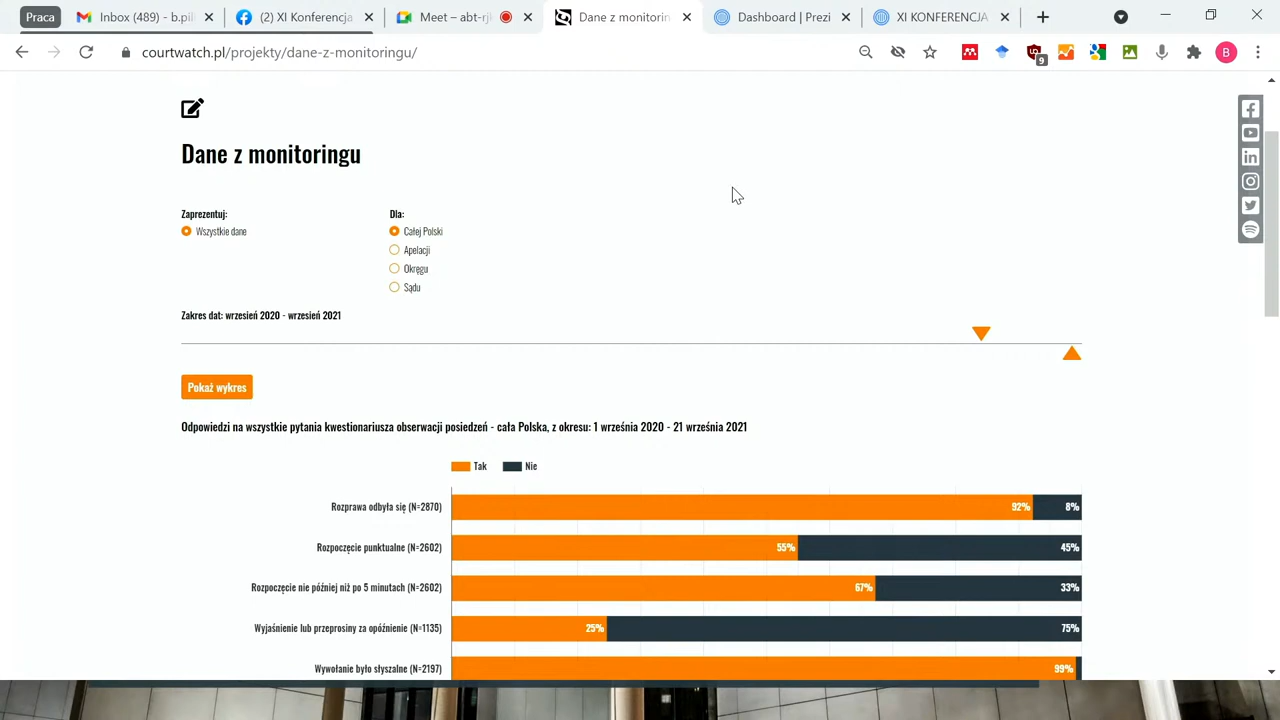 Praca
Inbox (489) - b.pil
(2) XI Konferencja
Meet – abt-rjk
Dane z monitorin
Dashboard | Prezi
XI KONFERENCJA
courtwatch.pl/projekty/dane-z-monitoringu/
9
B
Dane z monitoringu
Zaprezentuj:
Wszystkie dane
Dla:
Całej Polski
Apelacji
Okręgu
Sądu
Zakres dat: wrzesień 2020 - wrzesień 2021
Pokaż wykres
Odpowiedzi na wszystkie pytania kwestionariusza obserwacji posiedzeń - cała Polska, z okresu: 1 września 2020 - 21 września 2021
Tak Nie
Rozprawa odbyła się (N=2870) 92% 8%
Rozpoczęcie punktualne (N=2602) 55% 45%
Rozpoczęcie nie później niż po 5 minutach (N=2602) 67% 33%
Wyjaśnienie lub przeprosiny za opóźnienie (N=1135) 25% 75%
Wywołanie było słyszalne (N=2197) 99%